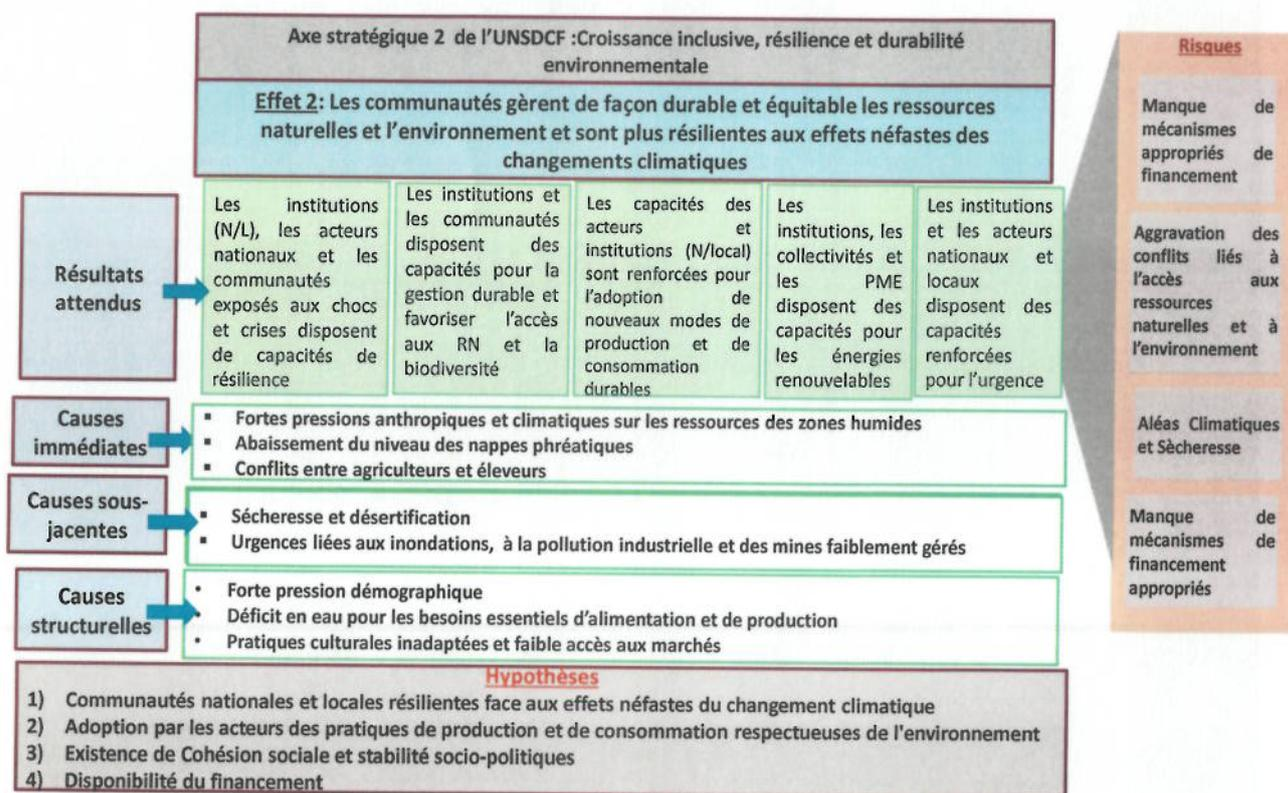 Axe stratégique 2 de l'UNSDCF :Croissance inclusive, résilience et durabilité
environnementale
Effet 2: Les communautés gèrent de façon durable et équitable les ressources
naturelles et l'environnement et sont plus résilientes aux effets néfastes des
changements climatiques
Résultats
attendus
Les institutions
(N/L), les acteurs
nationaux et les
communautés
exposés aux chocs
et crises disposent
de capacités de
résilience
Les institutions et
les communautés
disposent des
capacités pour la
gestion durable et
favoriser l'accès
aux RN et la
biodiversité
Les capacités des
acteurs et
institutions (N/local)
sont renforcées pour
l'adoption de
nouveaux modes de
production et de
consommation
durables
Les
institutions, les
collectivités et
les PME
disposent des
capacités pour
les énergies
renouvelables
Les institutions
et les acteurs
nationaux et
locaux
disposent des
capacités
renforcées
pour l'urgence
Causes
immédiates
▪ Fortes pressions anthropiques et climatiques sur les ressources des zones humides
▪ Abaissement du niveau des nappes phréatiques
▪ Conflits entre agriculteurs et éleveurs
Causes sous-
jacentes
▪ Sécheresse et désertification
▪ Urgences liées aux inondations, à la pollution industrielle et des mines faiblement gérés
Causes
structurelles
• Forte pression démographique
• Déficit en eau pour les besoins essentiels d'alimentation et de production
• Pratiques culturales inadaptées et faible accès aux marchés
Hypothèses
1) Communautés nationales et locales résilientes face aux effets néfastes du changement climatique
2) Adoption par les acteurs des pratiques de production et de consommation respectueuses de l'environnement
3) Existence de Cohésion sociale et stabilité socio-politiques
4) Disponibilité du financement
Risques
Manque de
mécanismes
appropriés de
financement
Aggravation des
conflits liés à
l'accès aux
ressources
naturelles et à
l'environnement
Aléas Climatiques
et Sècheresse
Manque de
mécanismes de
financement
appropriés